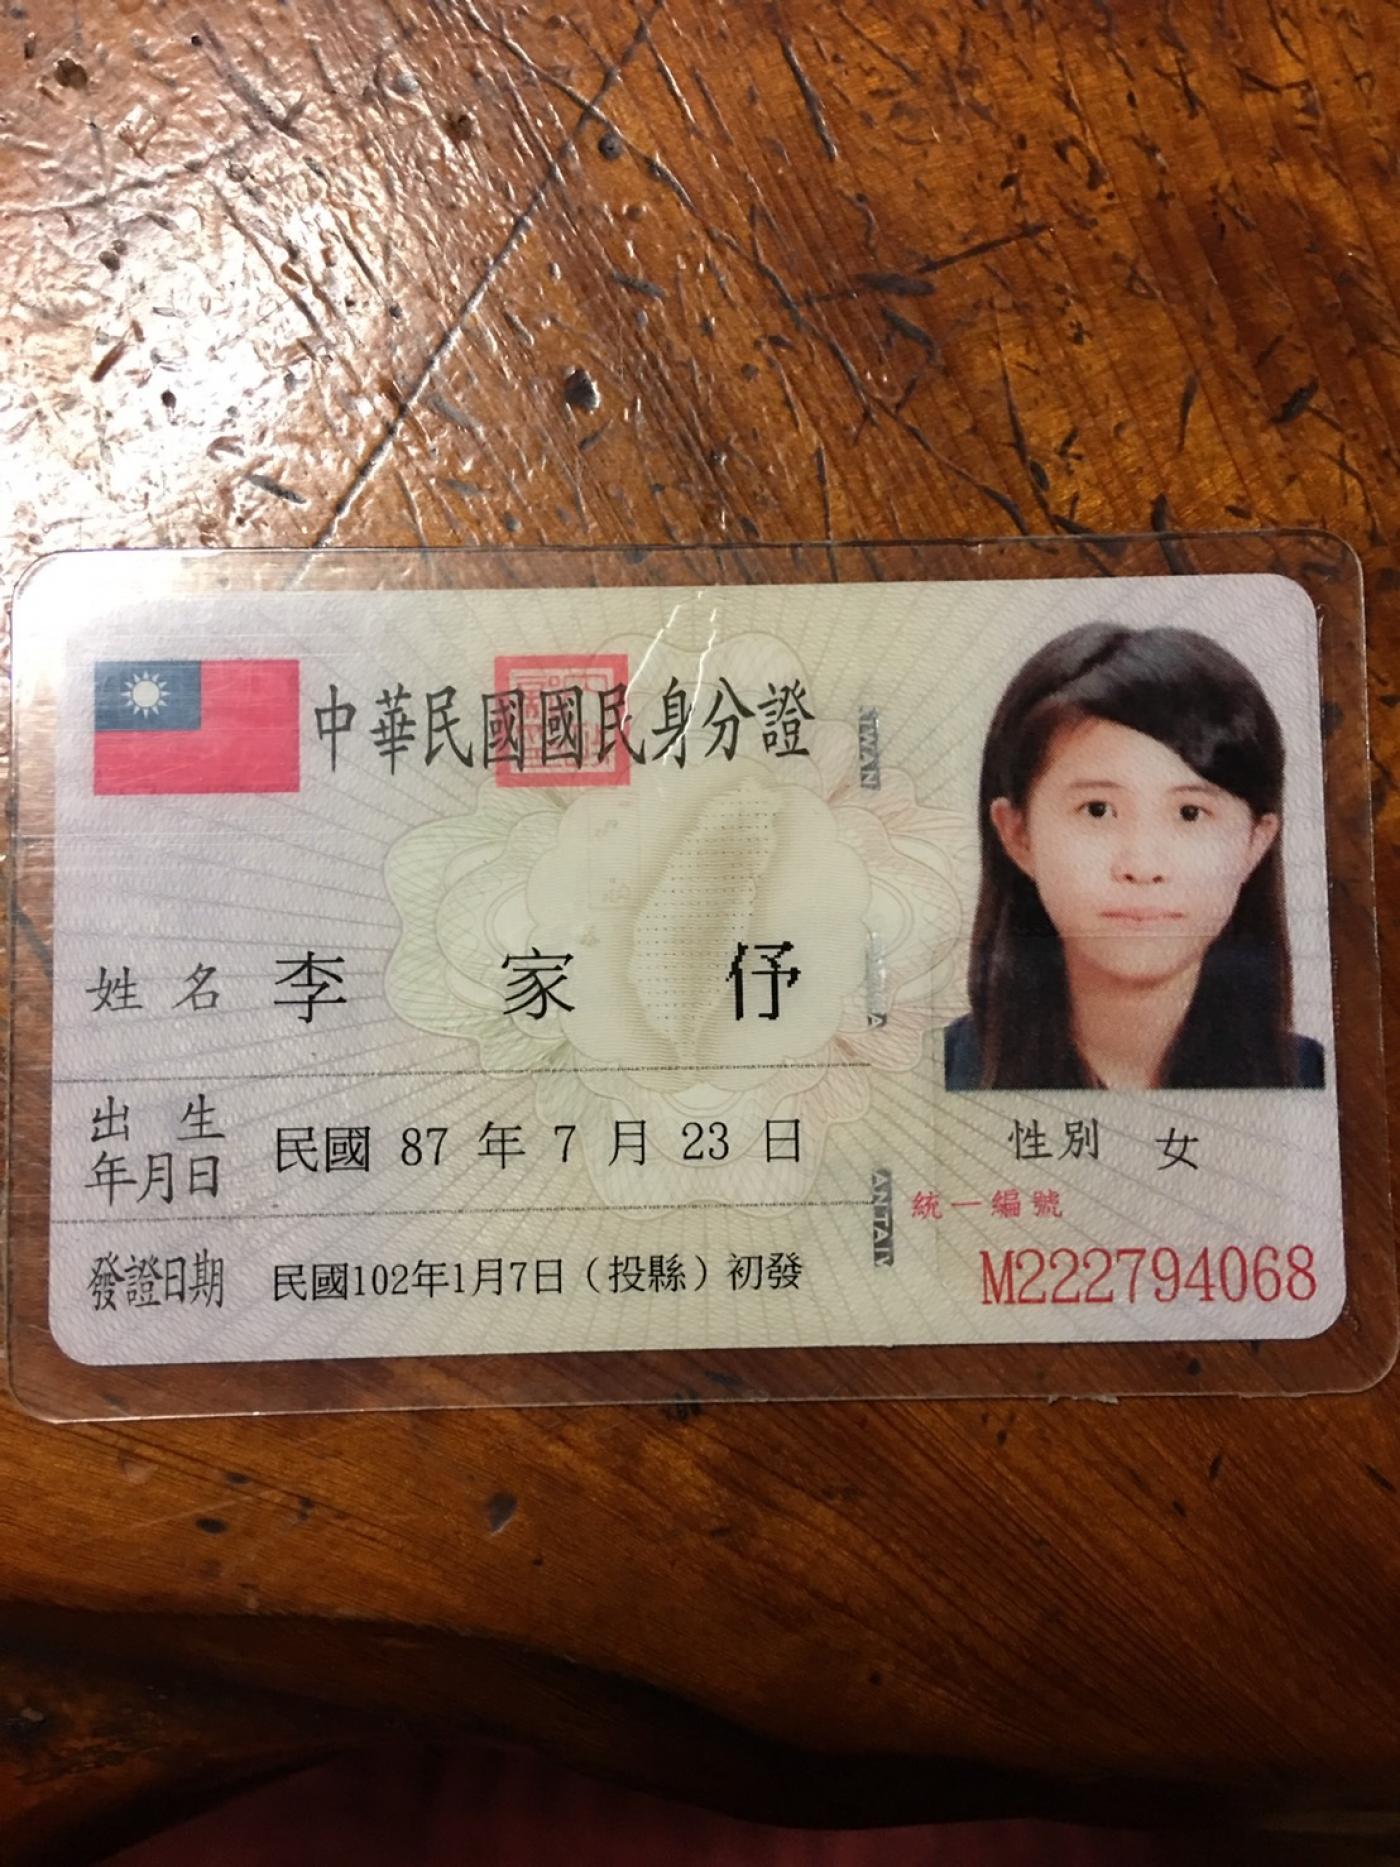 中華民國國民身分證
姓名 李家伃
出生年月日 民國 87 年 7 月 23 日
性別 女
統一編號
M222794068
發證日期 民國102年1月7日（投縣）初發